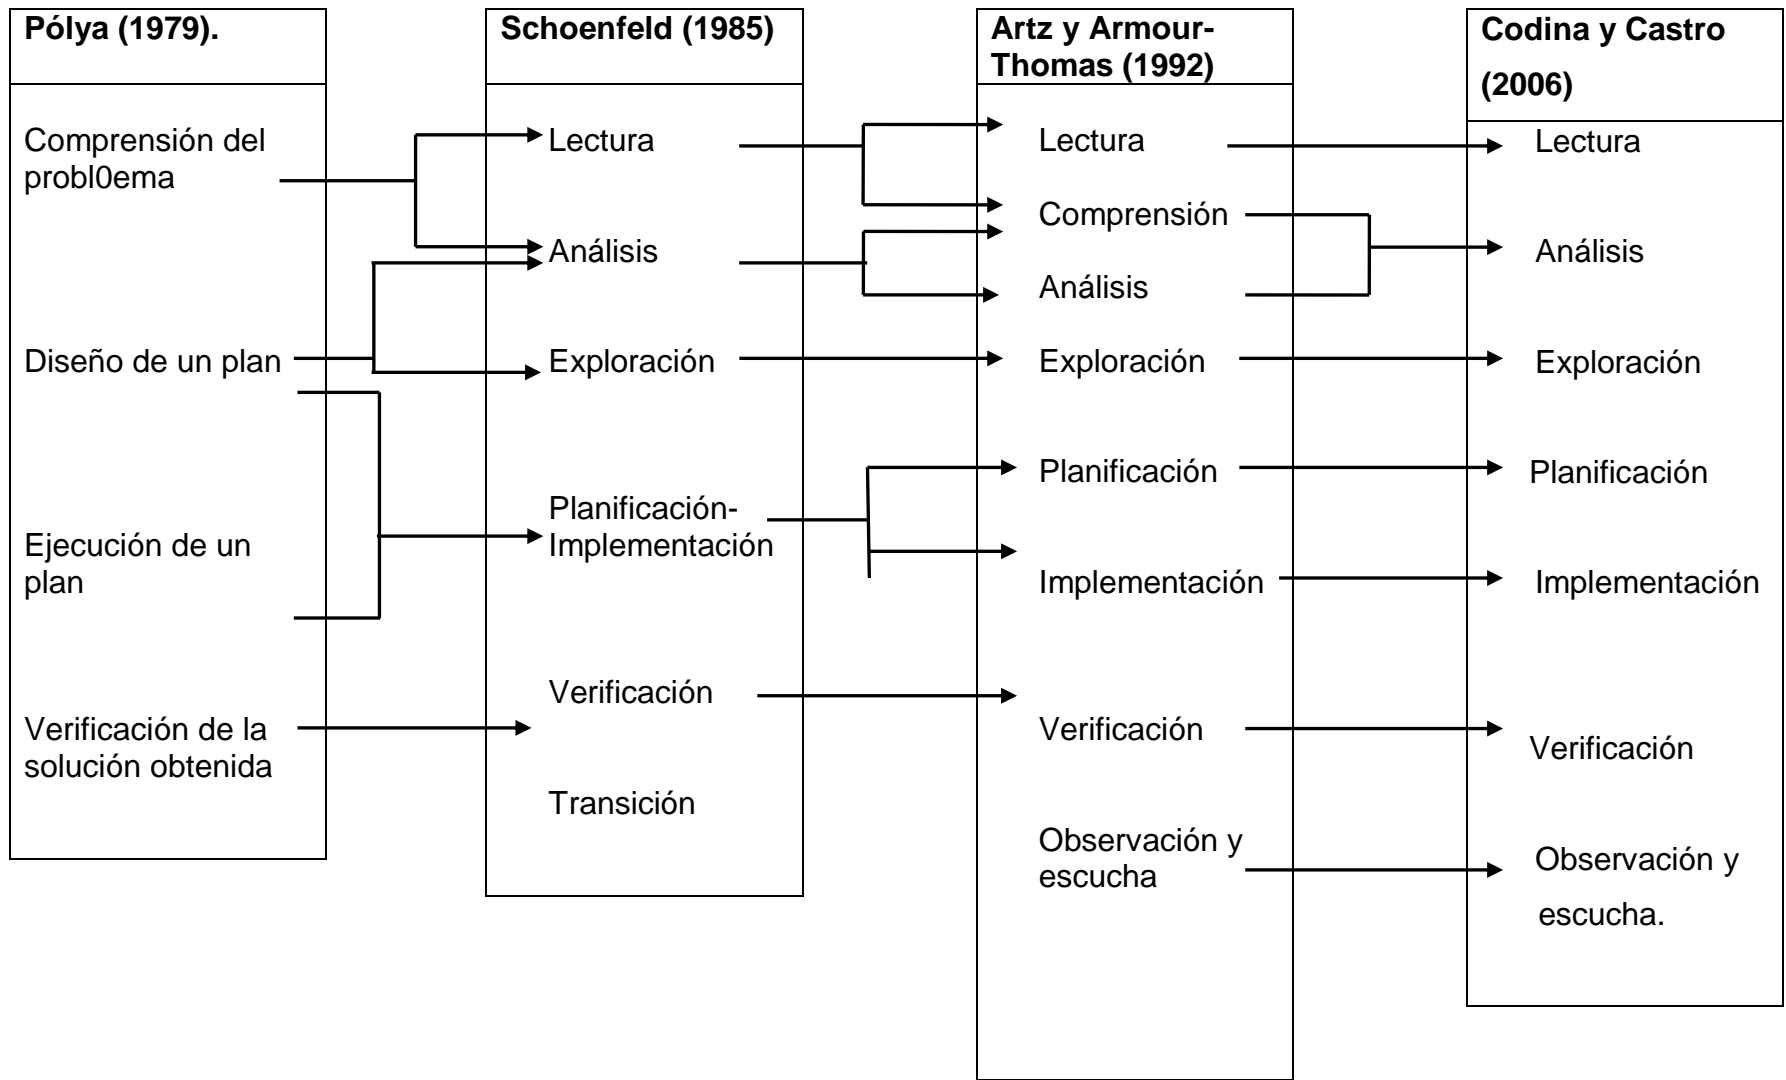 Pólya (1979).
Comprensión del
probl0ema
Diseño de un plan
Ejecución de un
plan
Verificación de la
solución obtenida
Schoenfeld (1985)
Lectura
Análisis
Exploración
Planificación-
Implementación
Verificación
Transición
Artz y Armour-
Thomas (1992)
Lectura
Comprensión
Análisis
Exploración
Planificación
Implementación
Verificación
Observación y
escucha
Codina y Castro
(2006)
Lectura
Análisis
Exploración
Planificación
Implementación
Verificación
Observación y
escucha.